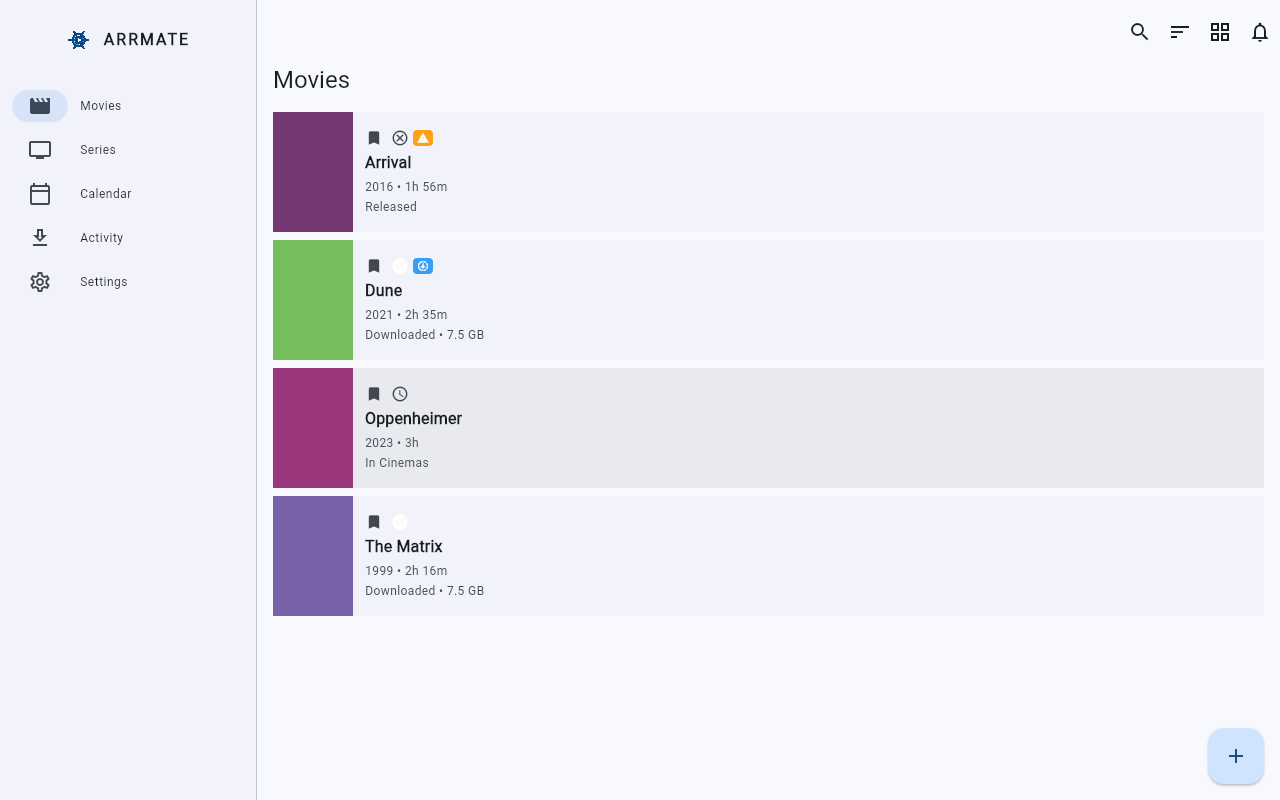 ARRMATE
Movies
Series
Calendar
Activity
Settings
Movies
Arrival
2016 • 1h 56m
Released
Dune
2021 • 2h 35m
Downloaded • 7.5 GB
Oppenheimer
2023 • 3h
In Cinemas
The Matrix
1999 • 2h 16m
Downloaded • 7.5 GB